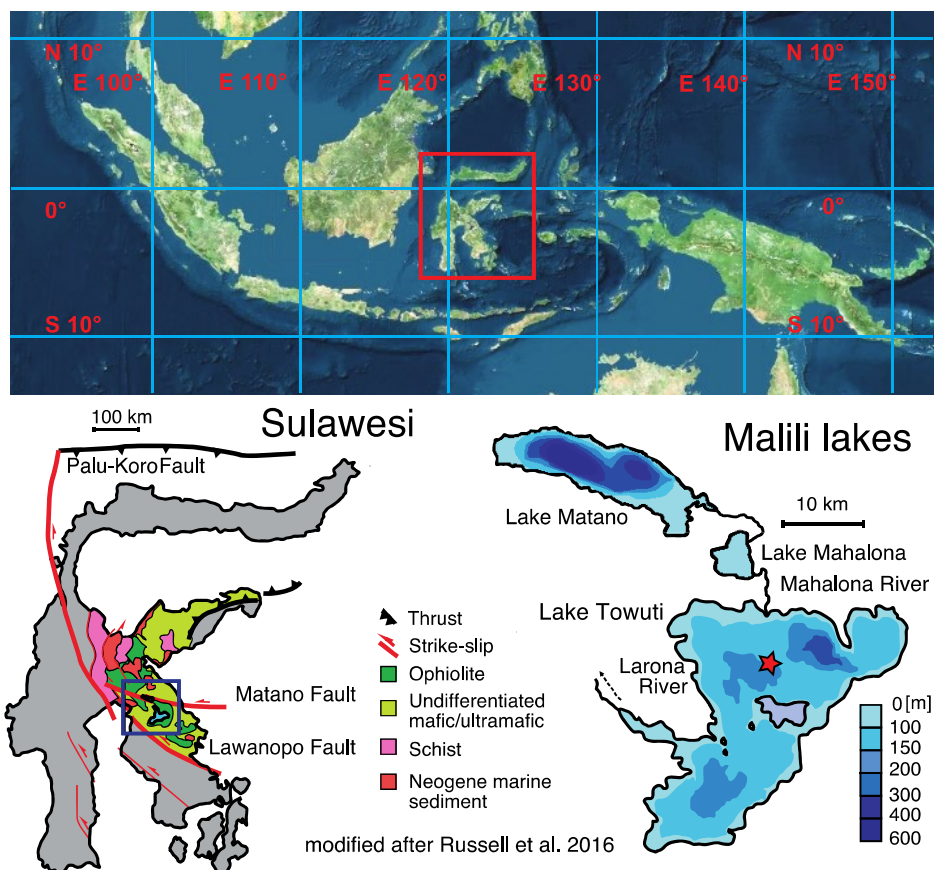 N 10°
N 10°
E 100°
E 110°
E 120°
E 130°
E 140°
E 150°
0°
0°
S 10°
S 10°
100 km
Sulawesi
Palu-KoroFault
Matano Fault
Lawanopo Fault
Thrust
Strike-slip
Ophiolite
Undifferentiated
mafic/ultramafic
Schist
Neogene marine
sediment
Malili lakes
10 km
Lake Matano
Lake Mahalona
Mahalona River
Lake Towuti
Larona
River
0 [m]
100
150
200
300
400
600
modified after Russell et al. 2016